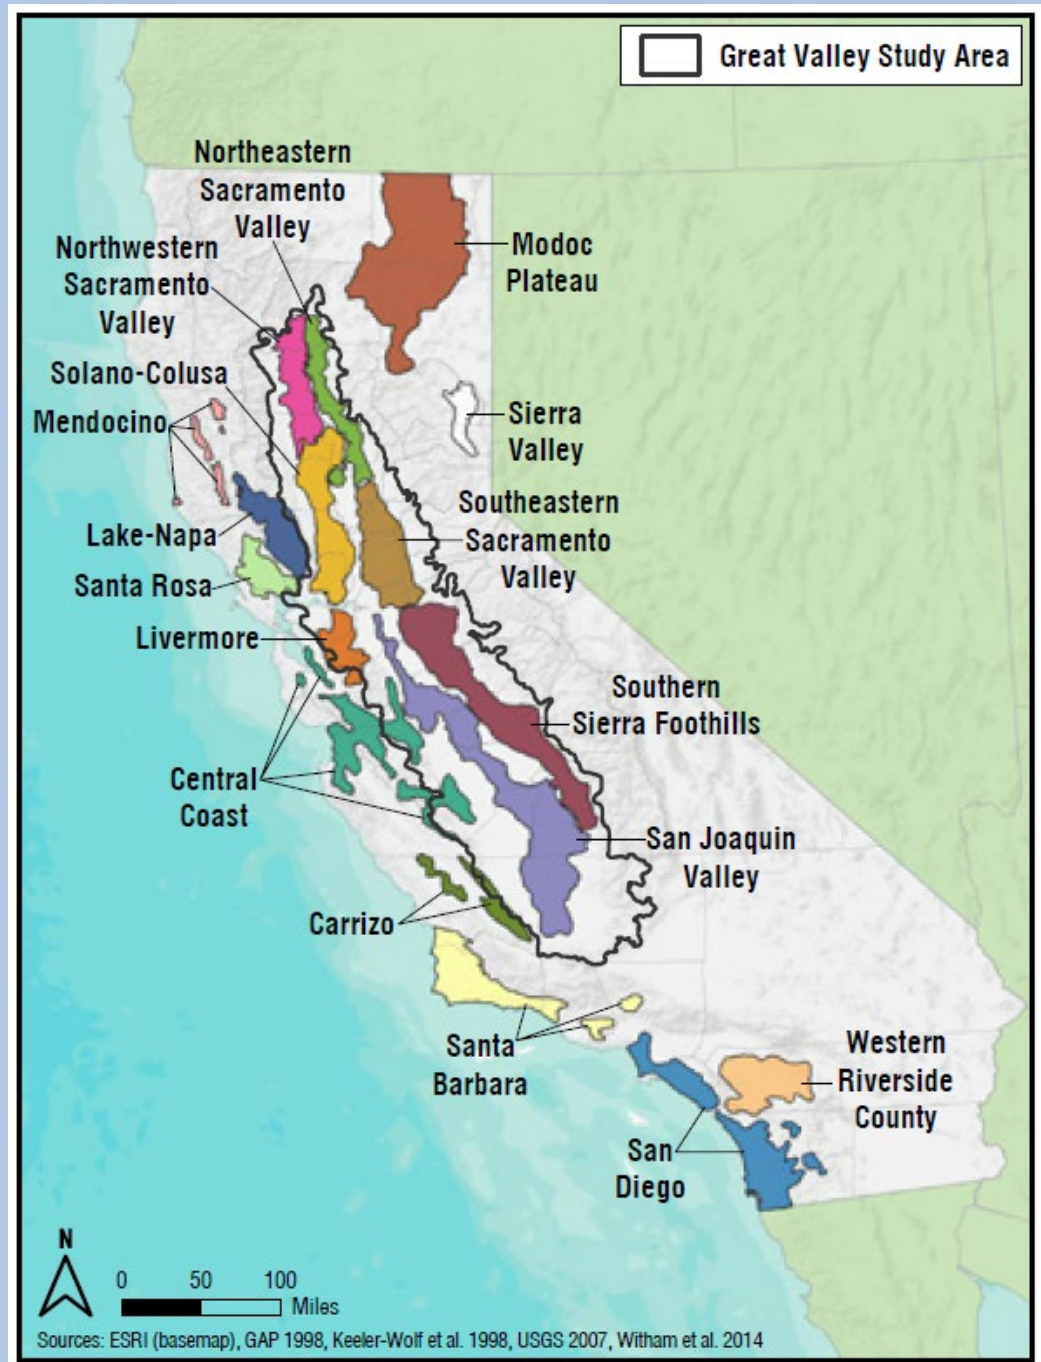 Great Valley Study Area
Northeastern
Sacramento
Valley
Northwestern
Sacramento
Valley
Modoc
Plateau
Solano-Colusa
Mendocino
Sierra
Valley
Southeastern
Sacramento
Valley
Lake-Napa
Santa Rosa
Livermore
Southern
Sierra Foothills
Central
Coast
San Joaquin
Valley
Carrizo
Santa
Barbara
Western
Riverside
County
San
Diego
N
0 50 100
Miles
Sources: ESRI (basemap), GAP 1998, Keeler-Wolf et al. 1998, USGS 2007, Witham et al. 2014